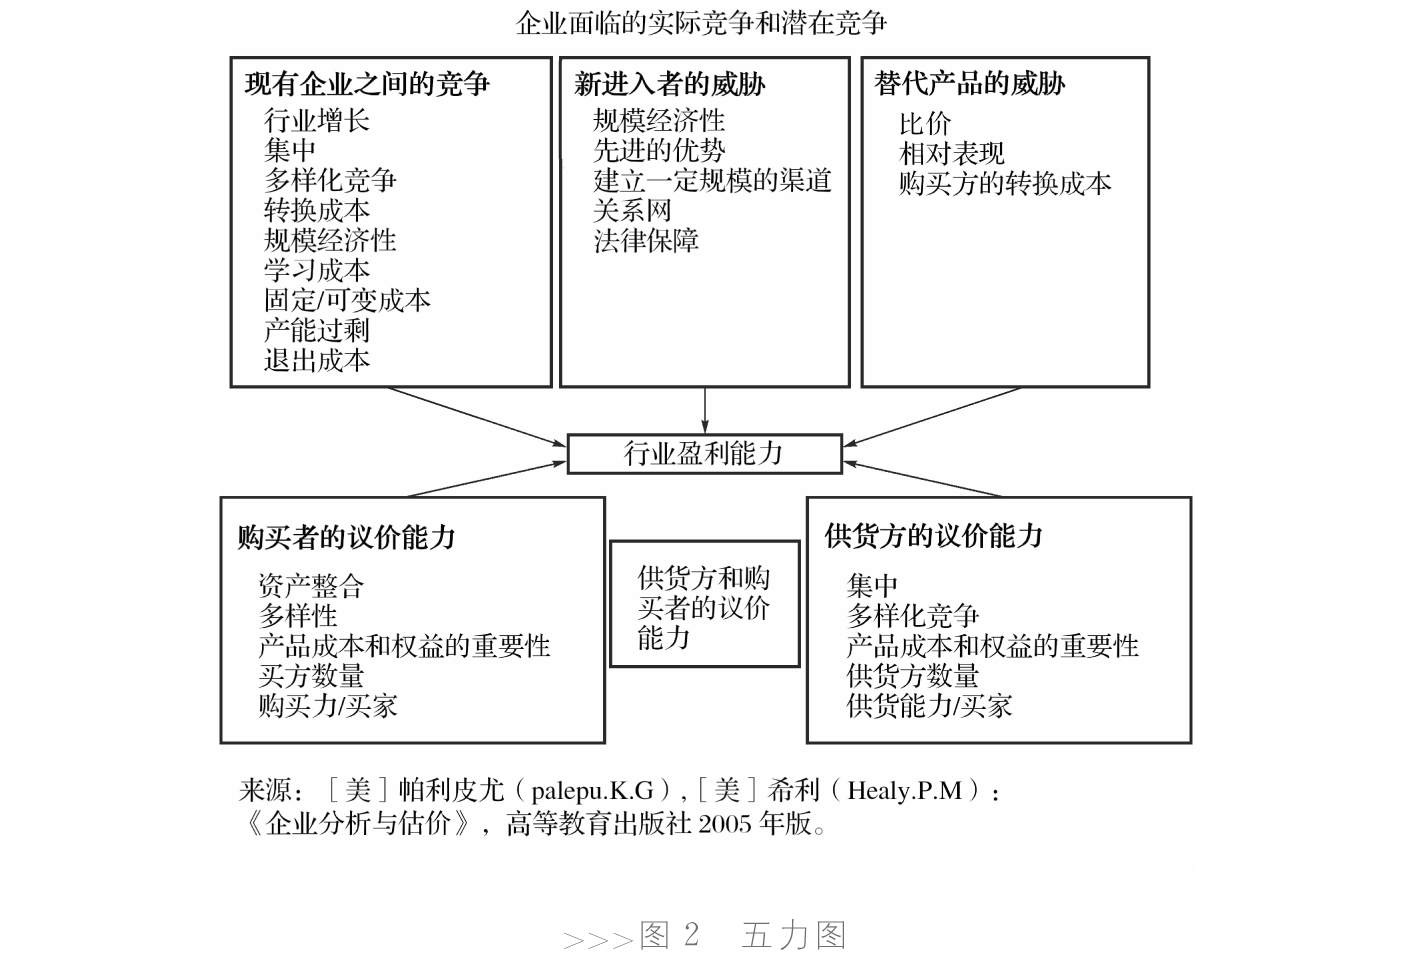 企业面临的实际竞争和潜在竞争
现有企业之间的竞争
行业增长
集中
多样化竞争
转换成本
规模经济性
学习成本
固定/可变成本
产能过剩
退出成本
新进入者的威胁
规模经济性
先进的优势
建立一定规模的渠道
关系网
法律保障
替代产品的威胁
比价
相对表现
购买方的转换成本
行业盈利能力
购买者的议价能力
资产整合
多样性
产品成本和权益的重要性
买方数量
购买力/买家
供货方和购
买者的议价
能力
供货方的议价能力
集中
多样化竞争
产品成本和权益的重要性
供货方数量
供货能力/买家
来源：［美］帕利皮尤（palepu.K.G）,［美］希利（Healy.P.M）：
《企业分析与估价》，高等教育出版社 2005 年版。
>>>图 2 五力图